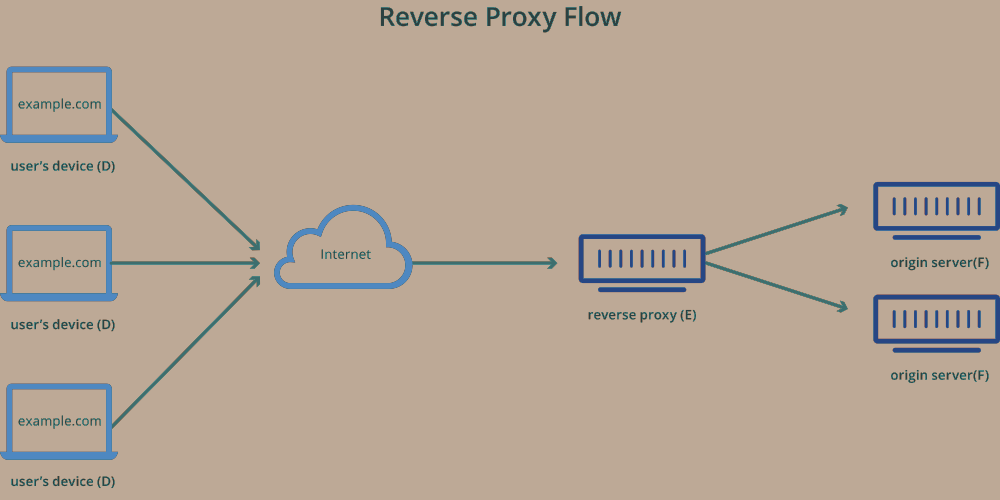 Reverse Proxy Flow
example.com
user's device (D)
example.com
user's device (D)
example.com
user's device (D)
Internet
reverse proxy (E)
origin server(F)
origin server(F)